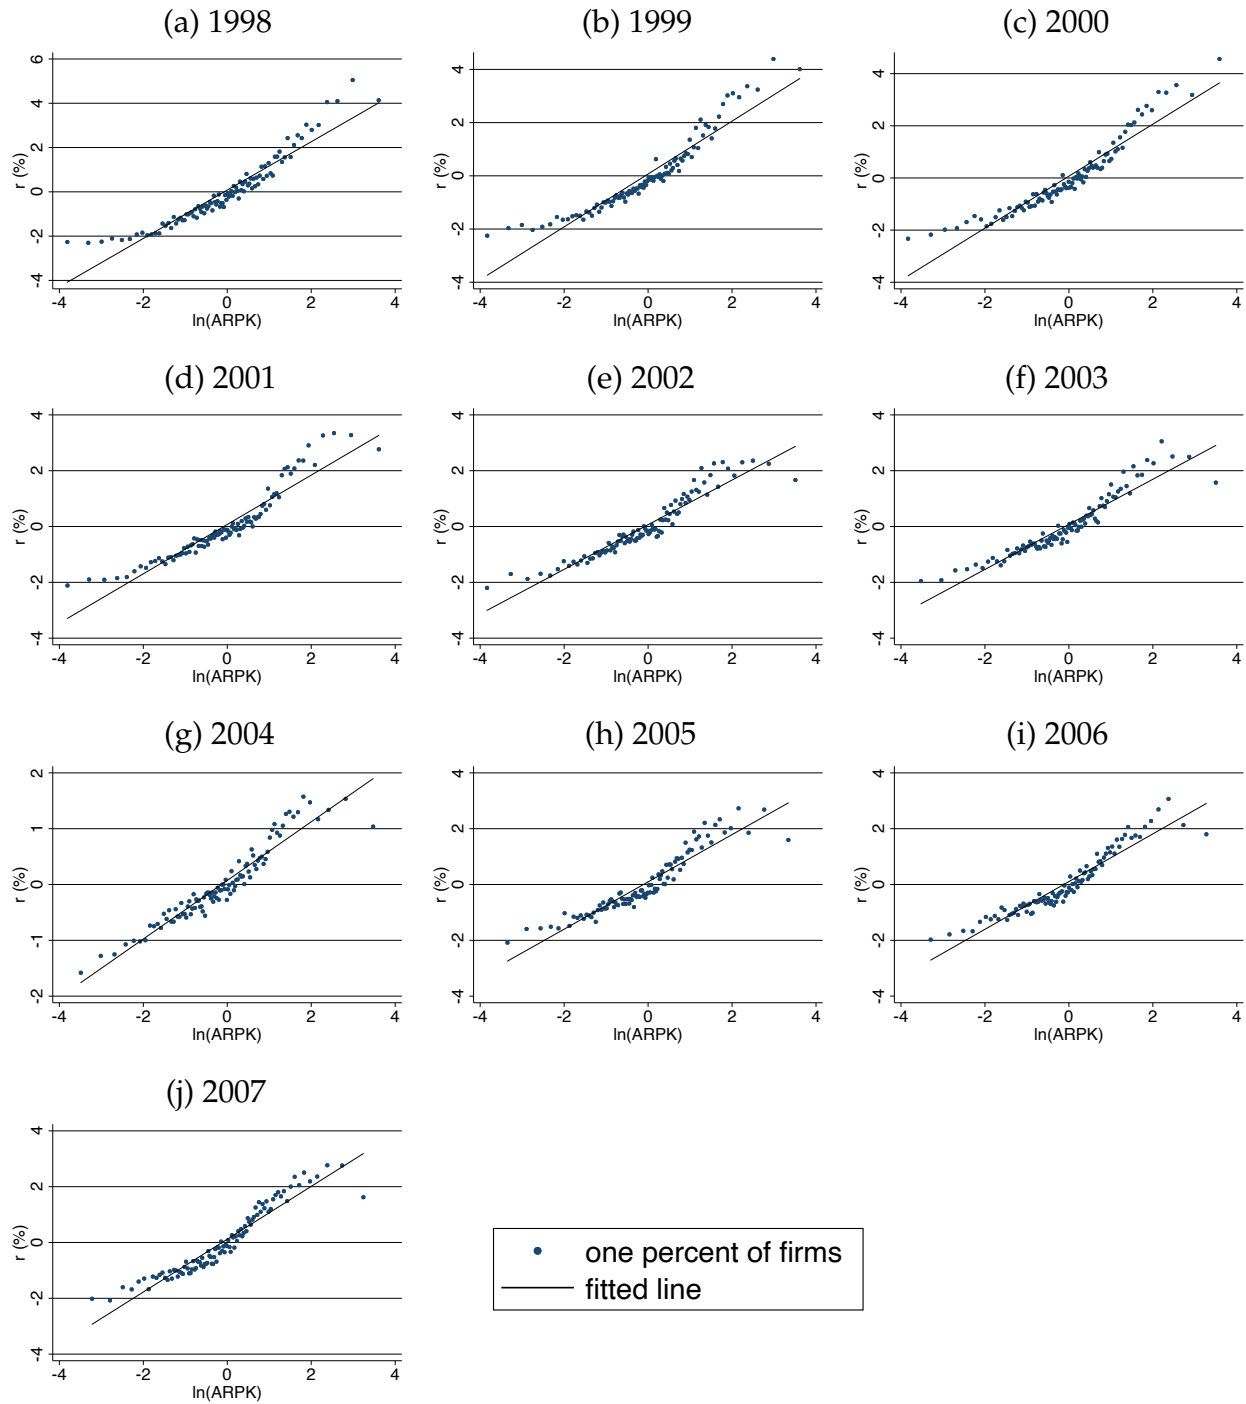 (a) 1998
6
4
2
0
-2
-4
r (%)
-4 -2 0 2 4
ln(ARPK)
(b) 1999
4
2
0
-2
-4
r (%)
-4 -2 0 2 4
ln(ARPK)
(c) 2000
4
2
0
-2
-4
r (%)
-4 -2 0 2 4
ln(ARPK)
(d) 2001
4
2
0
-2
-4
r (%)
-4 -2 0 2 4
ln(ARPK)
(e) 2002
4
2
0
-2
-4
r (%)
-4 -2 0 2 4
ln(ARPK)
(f) 2003
4
2
0
-2
-4
r (%)
-4 -2 0 2 4
ln(ARPK)
(g) 2004
2
1
0
-1
-2
r (%)
-4 -2 0 2 4
ln(ARPK)
(h) 2005
4
2
0
-2
-4
r (%)
-4 -2 0 2 4
ln(ARPK)
(i) 2006
4
2
0
-2
-4
r (%)
-4 -2 0 2 4
ln(ARPK)
(j) 2007
4
2
0
-2
-4
r (%)
-4 -2 0 2 4
ln(ARPK)
one percent of firms
fitted line